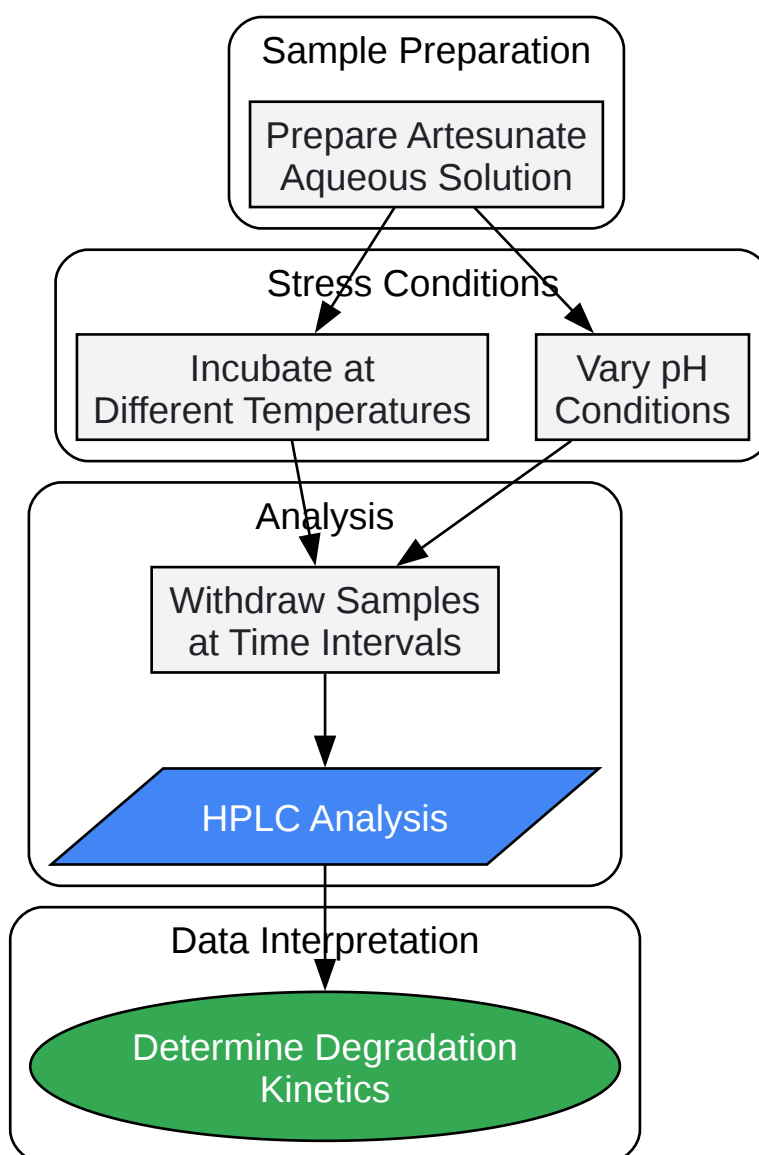 Sample Preparation
Prepare Artesunate
Aqueous Solution
Stress Conditions
Incubate at
Different Temperatures
Vary pH
Conditions
Analysis
Withdraw Samples
at Time Intervals
HPLC Analysis
Data Interpretation
Determine Degradation
Kinetics